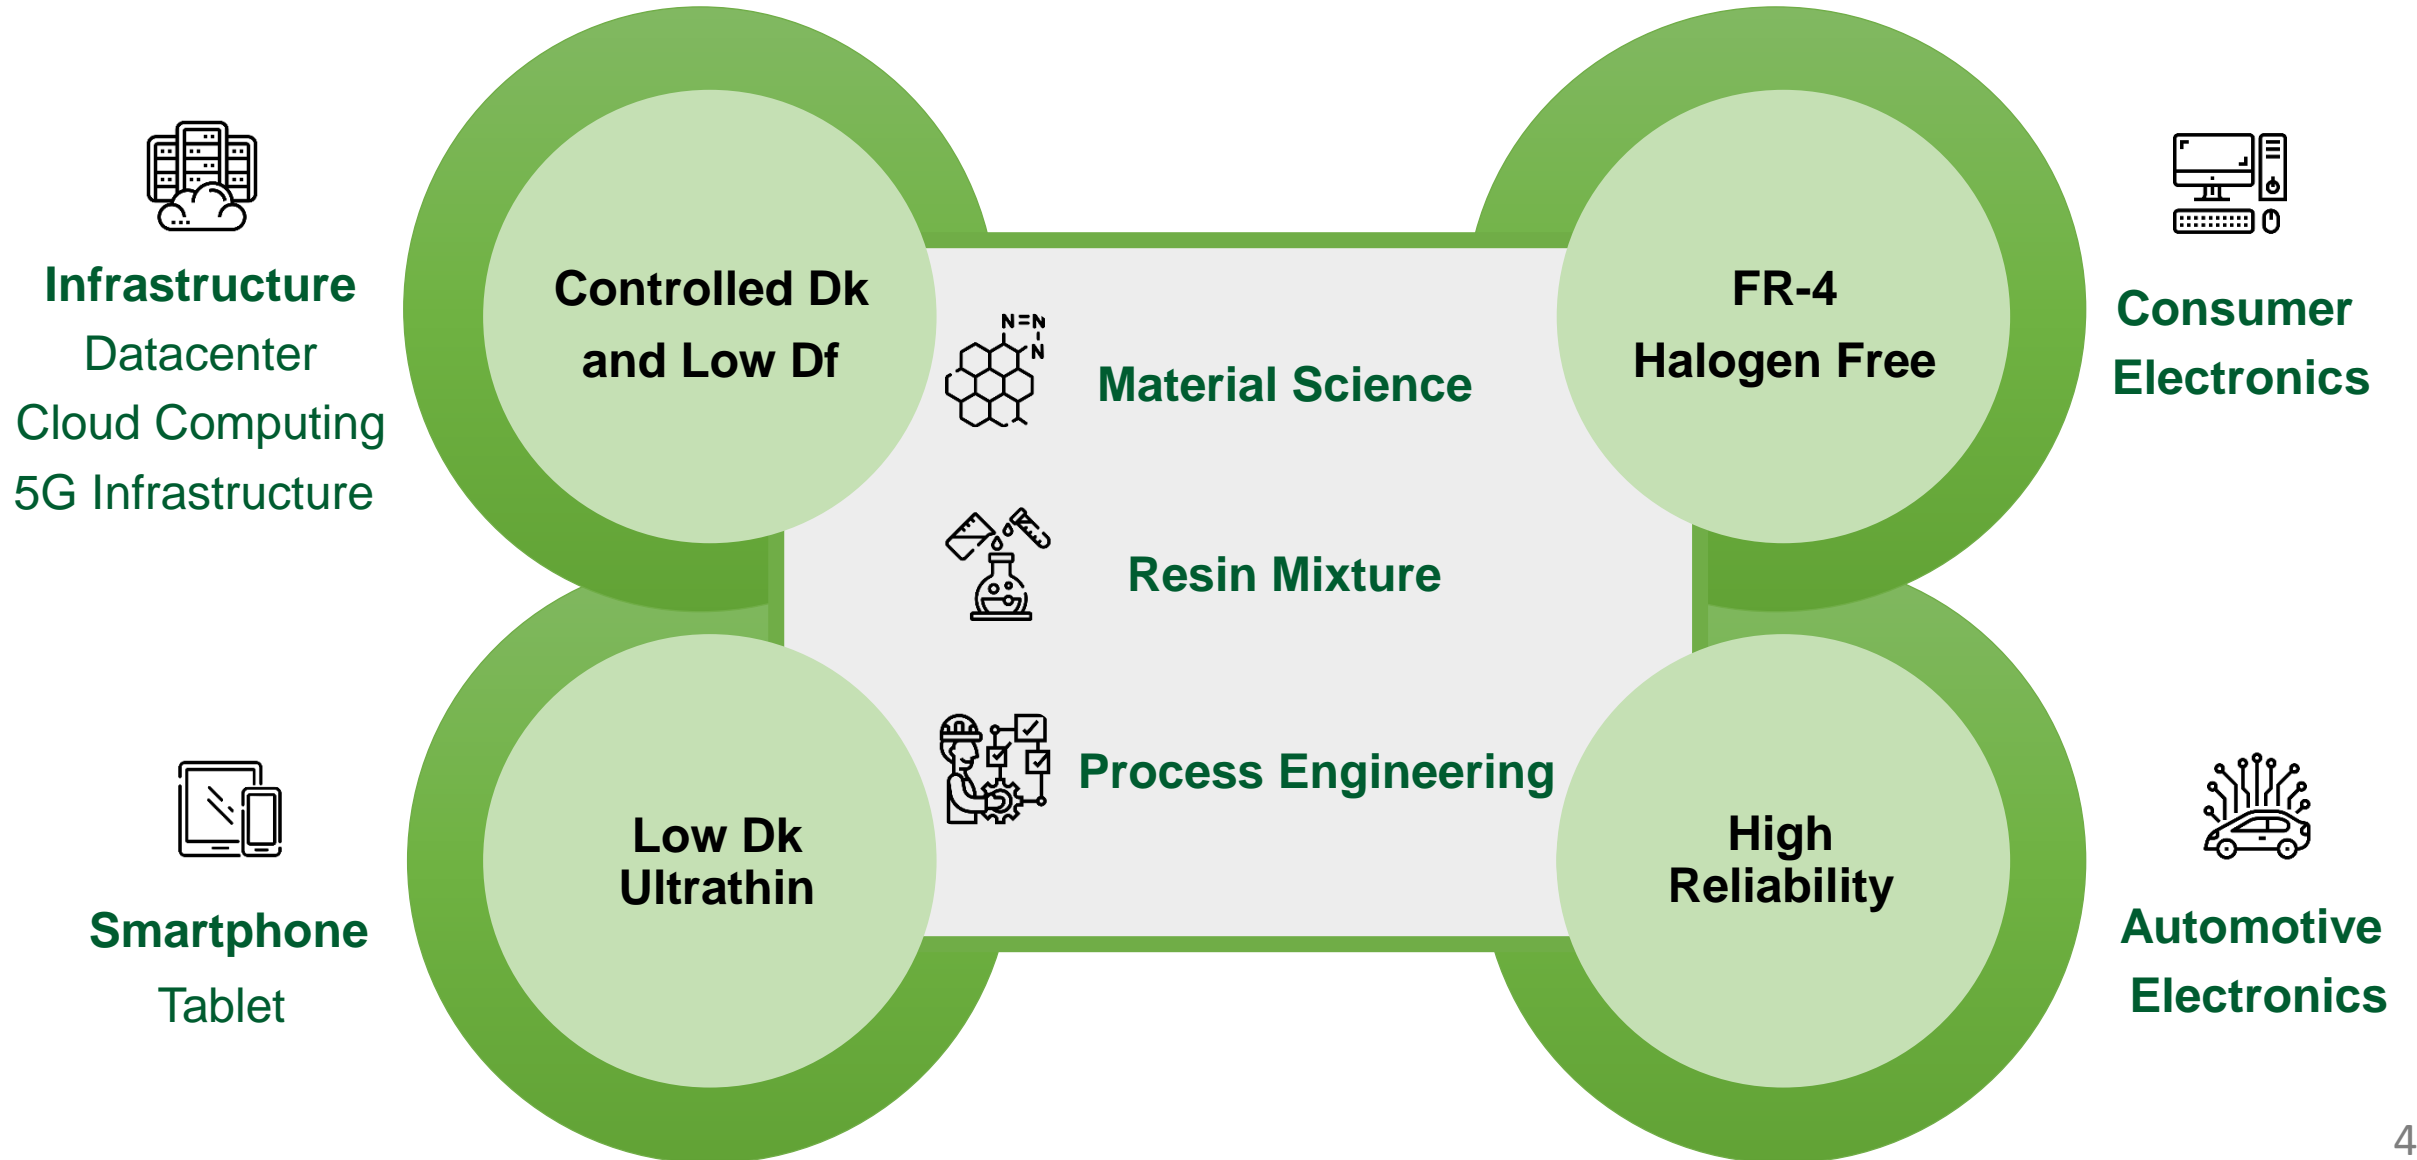 Infrastructure
Datacenter
Cloud Computing
5G Infrastructure
Controlled Dk
and Low Df
N=N
N
Material Science
Resin Mixture
Process Engineering
FR-4
Halogen Free
Consumer
Electronics
Smartphone
Tablet
Low Dk
Ultrathin
High
Reliability
Automotive
Electronics
4